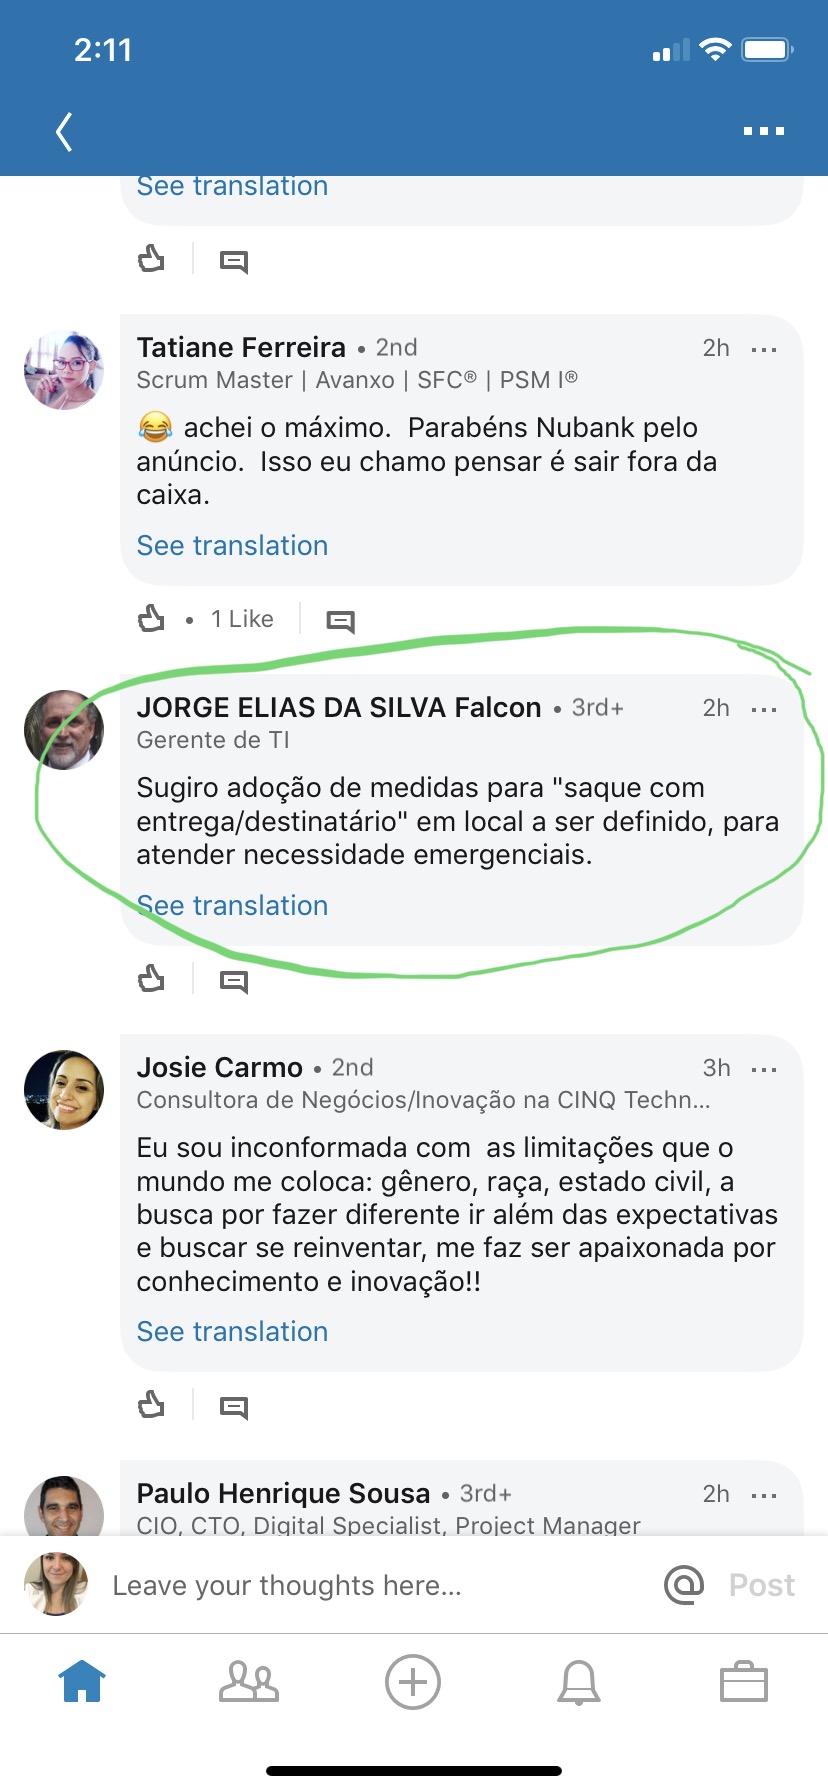 2:11
See translation
Tatiane Ferreira • 2nd 2h
Scrum Master | Avanxo | SFC® | PSM I®
😂 achei o máximo. Parabéns Nubank pelo
anúncio. Isso eu chamo pensar é sair fora da
caixa.
See translation
• 1 Like
JORGE ELIAS DA SILVA Falcon • 3rd+ 2h
Gerente de TI
Sugiro adoção de medidas para "saque com
entrega/destinatário" em local a ser definido, para
atender necessidade emergenciais.
See translation
Josie Carmo • 2nd 3h
Consultora de Negócios/Inovação na CINQ Techn...
Eu sou inconformada com as limitações que o
mundo me coloca: gênero, raça, estado civil, a
busca por fazer diferente ir além das expectativas
e buscar se reinventar, me faz ser apaixonada por
conhecimento e inovação!!
See translation
Paulo Henrique Sousa • 3rd+ 2h
CIO, CTO, Digital Specialist, Project Manager
Leave your thoughts here... @ Post